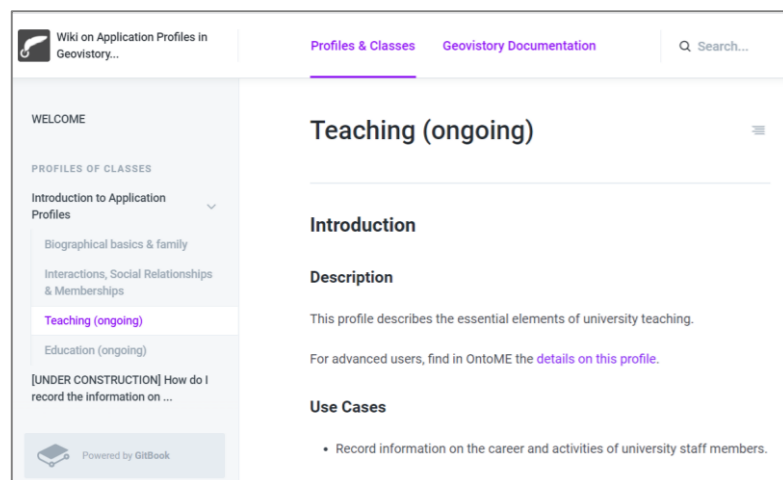 Wiki on Application Profiles in
Geovistory...
Profiles & Classes
Geovistory Documentation
Search...
WELCOME
PROFILES OF CLASSES
Introduction to Application
Profiles
Biographical basics & family
Interactions, Social Relationships
& Memberships
Teaching (ongoing)
Education (ongoing)
[UNDER CONSTRUCTION] How do I
record the information on ...
Powered by GitBook
Teaching (ongoing)
Introduction
Description
This profile describes the essential elements of university teaching.
For advanced users, find in OntoME the details on this profile.
Use Cases
• Record information on the career and activities of university staff members.